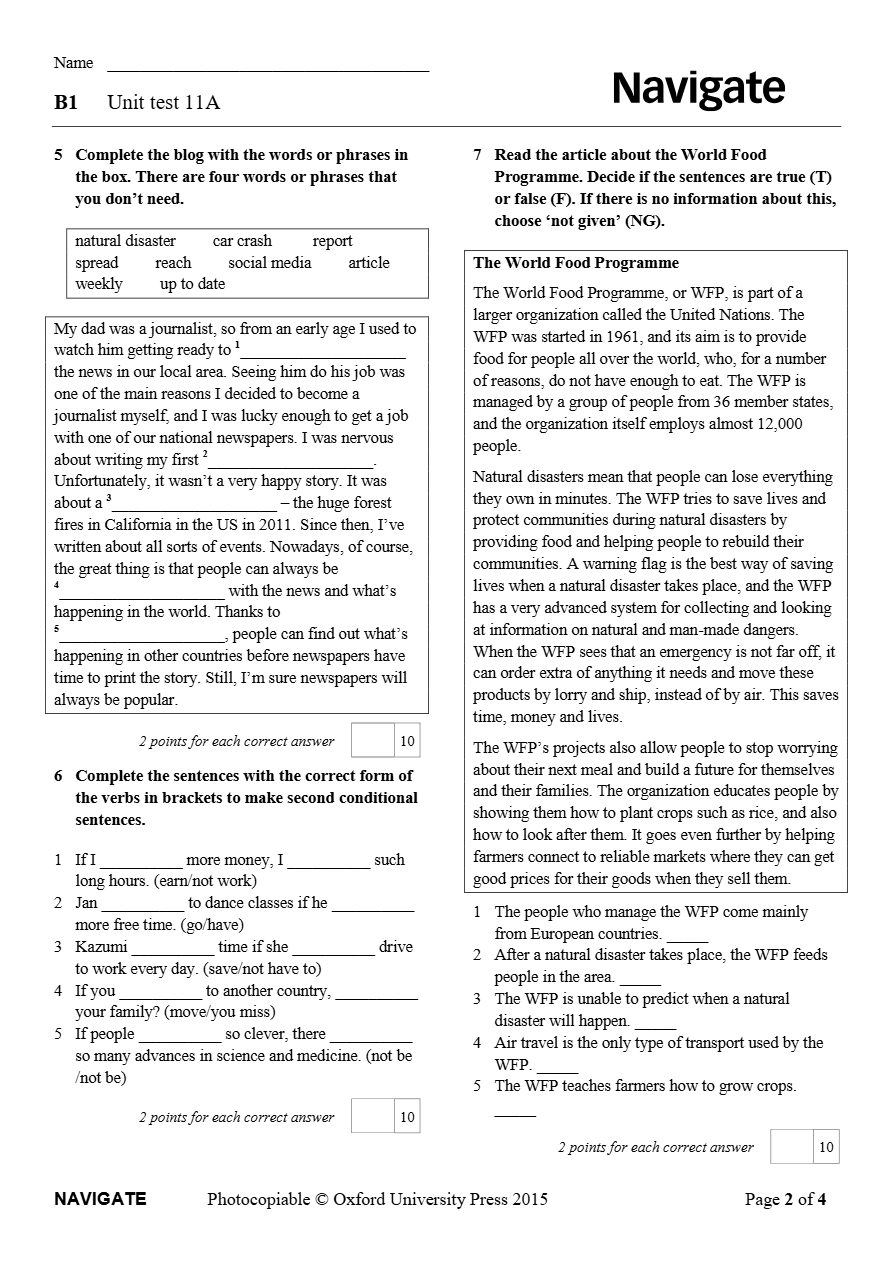 Name ________________________________________
Navigate
B1 Unit test 11A
5 Complete the blog with the words or phrases in
the box. There are four words or phrases that
you don’t need.
natural disaster car crash report
spread reach social media article
weekly up to date
My dad was a journalist, so from an early age I used to
watch him getting ready to 1____________________
the news in our local area. Seeing him do his job was
one of the main reasons I decided to become a
journalist myself, and I was lucky enough to get a job
with one of our national newspapers. I was nervous
about writing my first 2____________________.
Unfortunately, it wasn’t a very happy story. It was
about a 3____________________ – the huge forest
fires in California in the US in 2011. Since then, I’ve
written about all sorts of events. Nowadays, of course,
the great thing is that people can always be
4____________________ with the news and what’s
happening in the world. Thanks to
5____________________, people can find out what’s
happening in other countries before newspapers have
time to print the story. Still, I’m sure newspapers will
always be popular.
2 points for each correct answer 10
6 Complete the sentences with the correct form of
the verbs in brackets to make second conditional
sentences.
1 If I __________ more money, I __________ such
long hours. (earn/not work)
2 Jan __________ to dance classes if he __________
more free time. (go/have)
3 Kazumi __________ time if she __________ drive
to work every day. (save/not have to)
4 If you __________ to another country, __________
your family? (move/you miss)
5 If people __________ so clever, there __________
so many advances in science and medicine. (not be
/not be)
2 points for each correct answer 10
7 Read the article about the World Food
Programme. Decide if the sentences are true (T)
or false (F). If there is no information about this,
choose ‘not given’ (NG).
The World Food Programme
The World Food Programme, or WFP, is part of a
larger organization called the United Nations. The
WFP was started in 1961, and its aim is to provide
food for people all over the world, who, for a number
of reasons, do not have enough to eat. The WFP is
managed by a group of people from 36 member states,
and the organization itself employs almost 12,000
people.
Natural disasters mean that people can lose everything
they own in minutes. The WFP tries to save lives and
protect communities during natural disasters by
providing food and helping people to rebuild their
communities. A warning flag is the best way of saving
lives when a natural disaster takes place, and the WFP
has a very advanced system for collecting and looking
at information on natural and man-made dangers.
When the WFP sees that an emergency is not far off, it
can order extra of anything it needs and move these
products by lorry and ship, instead of by air. This saves
time, money and lives.
The WFP’s projects also allow people to stop worrying
about their next meal and build a future for themselves
and their families. The organization educates people by
showing them how to plant crops such as rice, and also
how to look after them. It goes even further by helping
farmers connect to reliable markets where they can get
good prices for their goods when they sell them.
1 The people who manage the WFP come mainly
from European countries. _____
2 After a natural disaster takes place, the WFP feeds
people in the area. _____
3 The WFP is unable to predict when a natural
disaster will happen. _____
4 Air travel is the only type of transport used by the
WFP. _____
5 The WFP teaches farmers how to grow crops.
_____
2 points for each correct answer 10
NAVIGATE Photocopiable © Oxford University Press 2015 Page 2 of 4